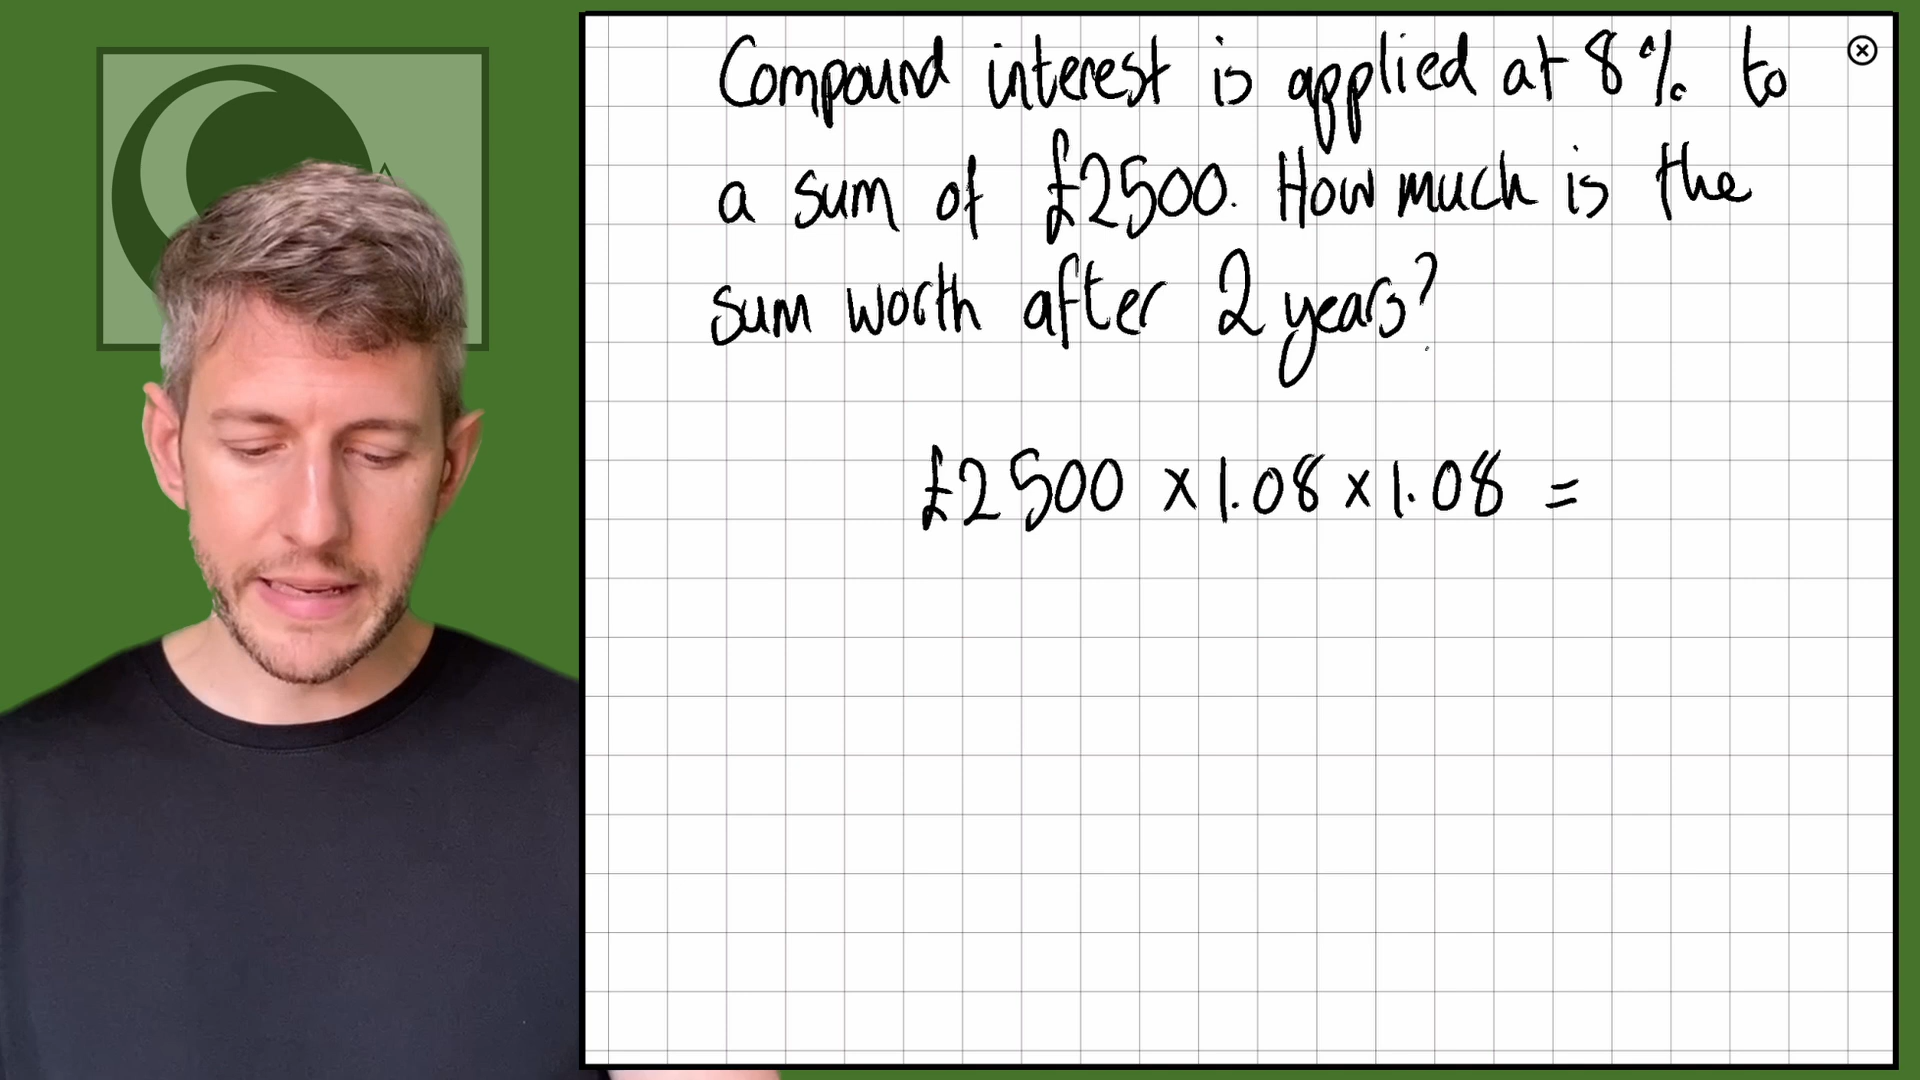 Compound interest is applied at 8% to
a sum of £2500. How much is the
sum worth after 2 years?
£2500 × 1.08 × 1.08 =